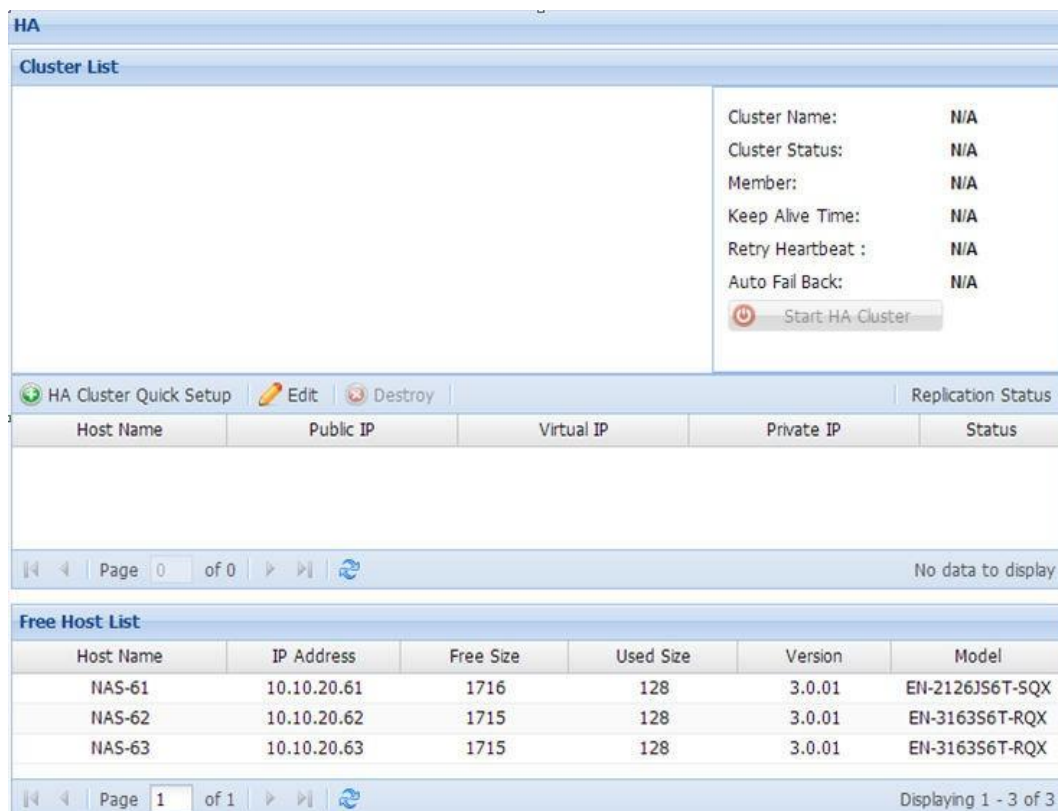 HA
Cluster List
Cluster Name: N/A
Cluster Status: N/A
Member: N/A
Keep Alive Time: N/A
Retry Heartbeat : N/A
Auto Fail Back: N/A
Start HA Cluster
HA Cluster Quick Setup Edit Destroy Replication Status
Host Name Public IP Virtual IP Private IP Status
Page 0 of 0 No data to display
Free Host List
Host Name IP Address Free Size Used Size Version Model
NAS-61 10.10.20.61 1716 128 3.0.01 EN-2126JS6T-SQX
NAS-62 10.10.20.62 1715 128 3.0.01 EN-3163S6T-RQX
NAS-63 10.10.20.63 1715 128 3.0.01 EN-3163S6T-RQX
Page 1 of 1 Displaying 1 - 3 of 3